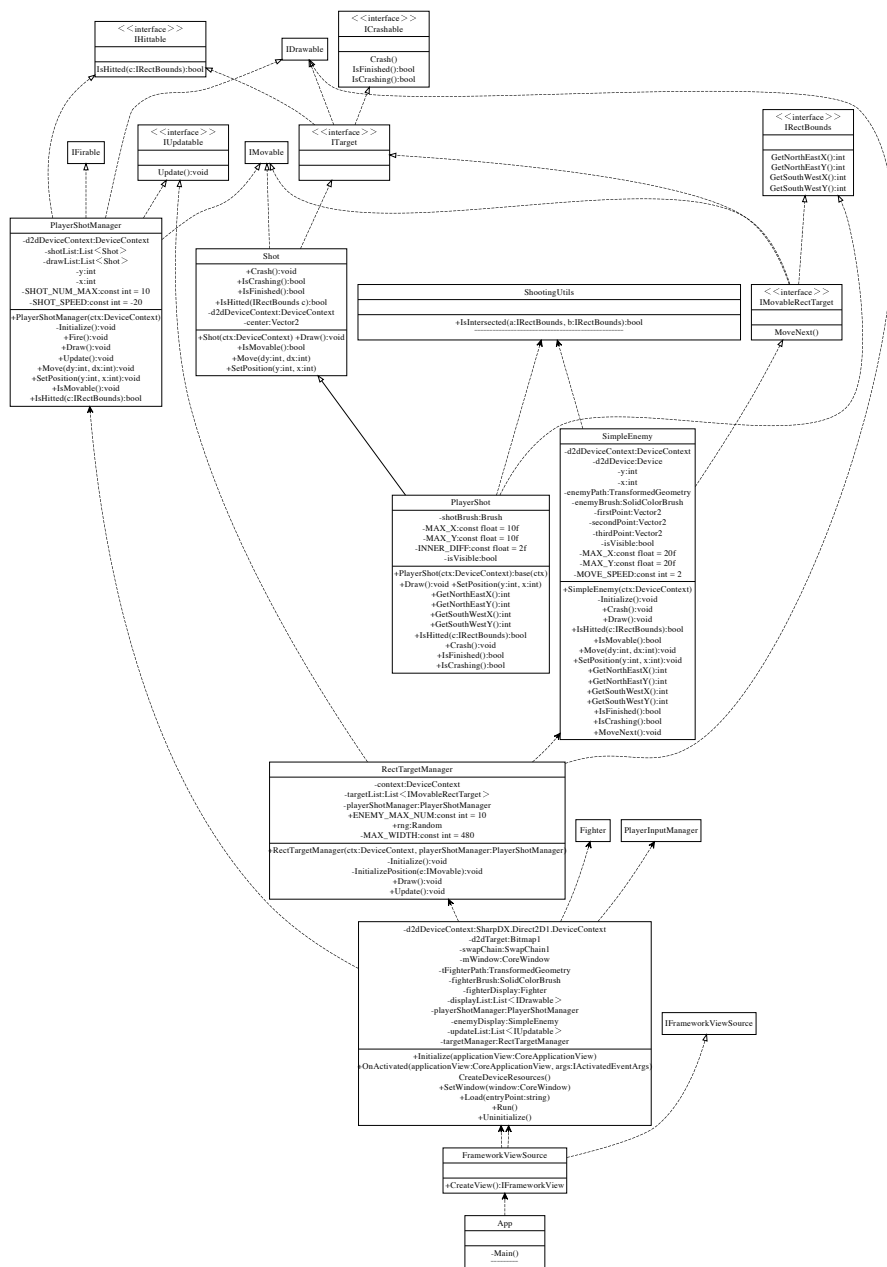 <<interface>>
IHittable
IsHitted(c:IRectBounds):bool
IDrawable
<<interface>>
ICrashable
Crash()
IsFinished():bool
IsCrashing():bool
IFirable
<<interface>>
IUpdatable
Update():void
IMovable
<<interface>>
ITarget
<<interface>>
IRectBounds
GetNorthEastX():int
GetNorthEastY():int
GetSouthWestX():int
GetSouthWestY():int
PlayerShotManager
-d2dDeviceContext:DeviceContext
-shotList:List<Shot>
-drawList:List<Shot>
-y:int
-x:int
-SHOT_NUM_MAX:const int = 10
-SHOT_SPEED:const int = -20
+PlayerShotManager(ctx:DeviceContext)
-Initialize():void
+Fire():void
+Draw():void
+Update():void
+Move(dy:int, dx:int):void
+SetPosition(y:int, x:int):void
+IsMovable():void
+IsHitted(c:IRectBounds):bool
Shot
+Crash():void
+IsCrashing():bool
+IsFinished():bool
+IsHitted(IRectBounds c):bool
-d2dDeviceContext:DeviceContext
-center:Vector2
+Shot(ctx:DeviceContext) +Draw():void
+IsMovable():bool
+Move(dy:int, dx:int)
+SetPosition(y:int, x:int)
ShootingUtils
+IsIntersected(a:IRectBounds, b:IRectBounds):bool
<<interface>>
IMovableRectTarget
MoveNext()
PlayerShot
-shotBrush:Brush
-MAX_X:const float = 10f
-MAX_Y:const float = 10f
-INNER_DIFF:const float = 2f
-isVisible:bool
+PlayerShot(ctx:DeviceContext):base(ctx)
+Draw():void +SetPosition(y:int, x:int)
+GetNorthEastX():int
+GetNorthEastY():int
+GetSouthWestX():int
+GetSouthWestY():int
+IsHitted(c:IRectBounds):bool
+Crash():void
+IsFinished():bool
+IsCrashing():bool
SimpleEnemy
-d2dDeviceContext:DeviceContext
-d2dDevice:Device
-y:int
-x:int
-enemyPath:TransformedGeometry
-enemyBrush:SolidColorBrush
-firstPoint:Vector2
-secondPoint:Vector2
-thirdPoint:Vector2
-isVisible:bool
-MAX_X:const float = 20f
-MAX_Y:const float = 20f
-MOVE_SPEED:const int = 2
+SimpleEnemy(ctx:DeviceContext)
-Initialize():void
+Crash():void
+Draw():void
+IsHitted(c:IRectBounds):bool
+IsMovable():bool
+Move(dy:int, dx:int):void
+SetPosition(y:int, x:int):void
+GetNorthEastX():int
+GetNorthEastY():int
+GetSouthWestX():int
+GetSouthWestY():int
+IsFinished():bool
+IsCrashing():bool
+MoveNext():void
RectTargetManager
-context:DeviceContext
-targetList:List<IMovableRectTarget>
-playerShotManager:PlayerShotManager
+ENEMY_MAX_NUM:const int = 10
+rng:Random
-MAX_WIDTH:const int = 480
+RectTargetManager(ctx:DeviceContext, playerShotManager:PlayerShotManager)
-Initialize():void
-InitializePosition(e:IMovable):void
+Draw():void
+Update():void
Fighter
PlayerInputManager
-d2dDeviceContext:SharpDX.Direct2D1.DeviceContext
-d2dTarget:Bitmap1
-swapChain:SwapChain1
-mWindow:CoreWindow
-tFighterPath:TransformedGeometry
-fighterBrush:SolidColorBrush
-fighterDisplay:Fighter
-displayList:List<IDrawable>
-playerShotManager:PlayerShotManager
-enemyDisplay:SimpleEnemy
-updateList:List<IUpdatable>
-targetManager:RectTargetManager
+Initialize(applicationView:CoreApplicationView)
+OnActivated(applicationView:CoreApplicationView, args:IActivatedEventArgs)
CreateDeviceResources()
+SetWindow(window:CoreWindow)
+Load(entryPoint:string)
+Run()
+Uninitialize()
IFrameworkViewSource
FrameworkViewSource
+CreateView():IFrameworkView
App
-Main()